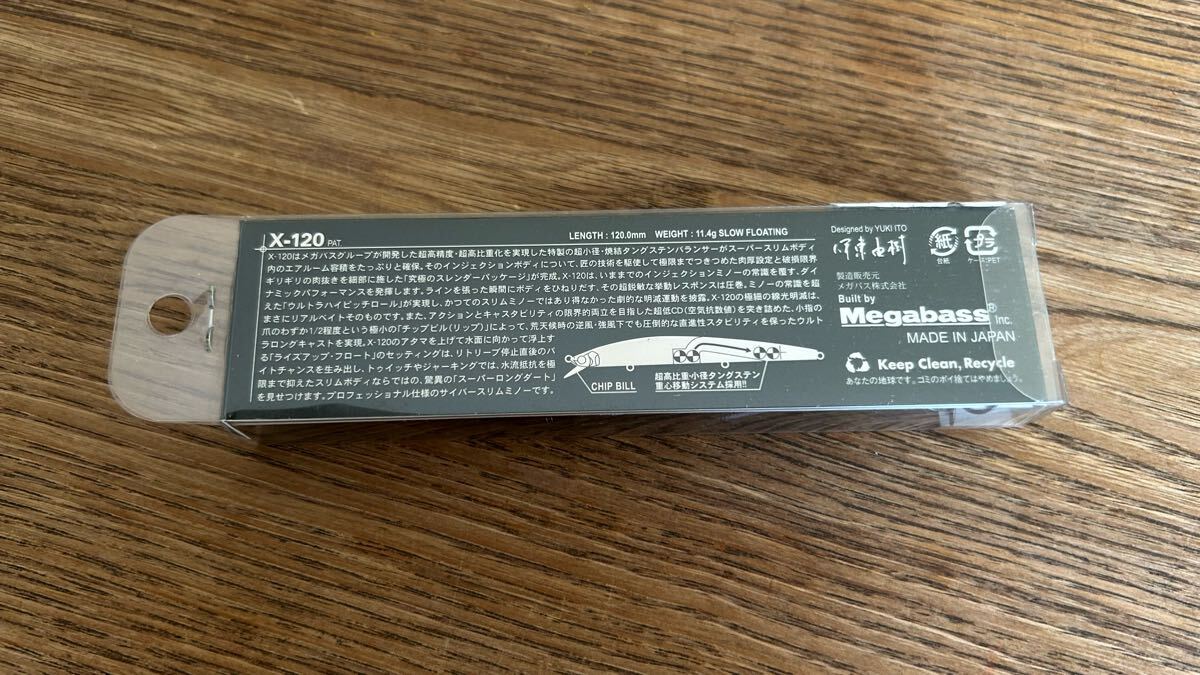 X-120 PAT.
LENGTH : 120.0mm WEIGHT : 11.4g SLOW FLOATING
X-120はメガバスグループが開発した超高精度・超高比重化を実現した特製の超小径・焼結タングステンバランサーがスーパースリムボディ
内のエアルーム容積をたっぷりと確保。そのインジェクションボディについて、匠の技術を駆使して極限までつきつめた肉厚設定と破損限界
ギリギリの肉抜きを細部に施した「究極のスレンダーパッケージ」が完成。X-120は、いままでのインジェクションミノーの常識を覆す、ダイ
ナミックパフォーマンスを発揮します。ラインを張った瞬間にボディをひねりだす、その超鋭敏な挙動レスポンスは圧巻。ミノーの常識を超
えた「ウルトラハイピッチロール」が実現し、かつてのスリムミノーではあり得なかった劇的な明滅運動を披露。X-120の極細の線光明滅は、
まさにリアルベイトそのものです。また、アクションとキャスタビリティの限界的両立を目指した超低CD(空気抗数値)を突き詰めた、小指の
爪のわずか1/2程度という極小の「チップビル(リップ)」によって、荒天候時の逆風・強風下でも圧倒的な直進性スタビリティを保ったウルト
ラロングキャストを実現。X-120のアタマを上げて水面に向かって浮上す
る「ライズアップ・フロート」のセッティングは、リトリーブ停止直後のバ
イトチャンスを生み出し、トゥイッチやジャーキングでは、水流抵抗を極
限まで抑えたスリムボディならではの、驚異の「スーパーロングダート」
を見せつけます。プロフェッショナル仕様のサイバースリムミノーです。
CHIP BILL
超高比重・小径タングステン
重心移動システム採用!!
Designed by YUKI ITO
伊東由樹
紙
台紙
プラ
ケース:PET
製造販売元
メガバス株式会社
Built by
Megabass® Inc.
MADE IN JAPAN
Keep Clean, Recycle
あなたの地球です。ゴミのポイ捨てはやめましょう。